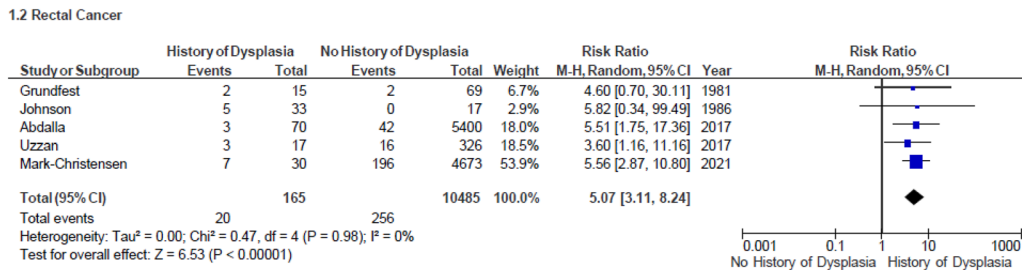 1.2 Rectal Cancer
History of Dysplasia No History of Dysplasia Risk Ratio Risk Ratio
Study or Subgroup Events Total Events Total Weight M-H, Random, 95% CI Year M-H, Random, 95% CI
Grundfest 2 15 2 69 6.7% 4.60 [0.70, 30.11] 1981
Johnson 5 33 0 17 2.9% 5.82 [0.34, 99.49] 1986
Abdalla 3 70 42 5400 18.0% 5.51 [1.75, 17.36] 2017
Uzzan 3 17 16 326 18.5% 3.60 [1.16, 11.16] 2017
Mark-Christensen 7 30 196 4673 53.9% 5.56 [2.87, 10.80] 2021
Total (95% CI) 165 10485 100.0% 5.07 [3.11, 8.24]
Total events 20 256
Heterogeneity: Tau² = 0.00; Chi² = 0.47, df = 4 (P = 0.98); I² = 0%
Test for overall effect: Z = 6.53 (P < 0.00001)
0.001 0.1 1 10 1000
No History of Dysplasia History of Dysplasia